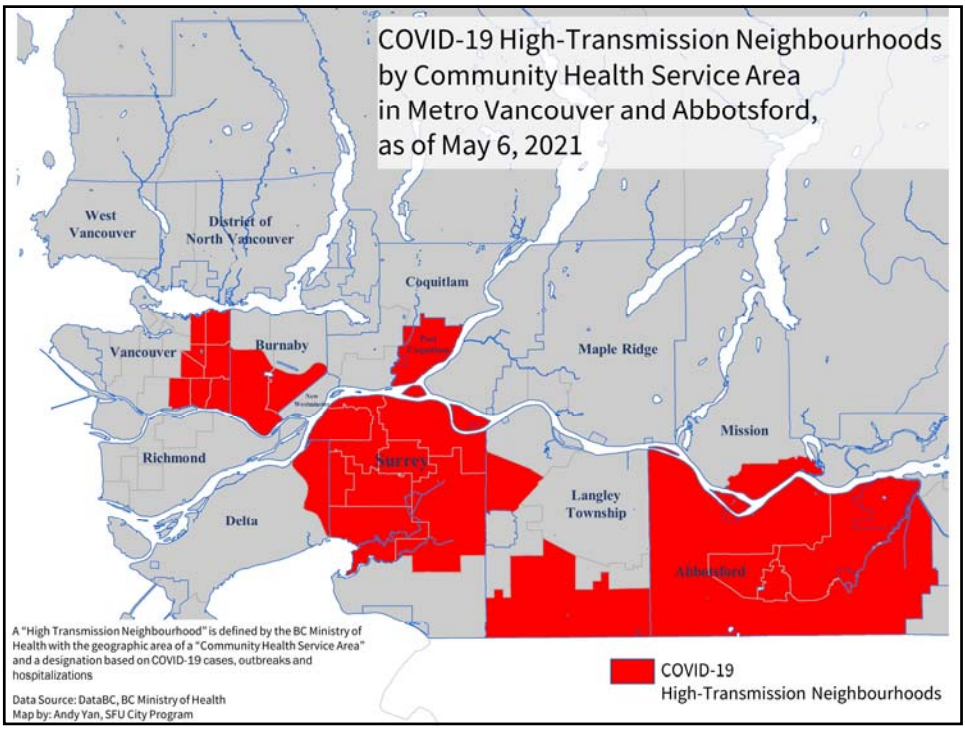 COVID-19 High-Transmission Neighbourhoods
by Community Health Service Area
in Metro Vancouver and Abbotsford,
as of May 6, 2021
West
Vancouver
District of
North Vancouver
Coquitlam
Port
Coquitlam
Vancouver
Burnaby
Maple Ridge
New
Westminster
Mission
Richmond
Surrey
Langley
Township
Delta
Abbotsford
A “High Transmission Neighbourhood” is defined by the BC Ministry of
Health with the geographic area of a “Community Health Service Area”
and a designation based on COVID-19 cases, outbreaks and
hospitalizations
Data Source: DataBC, BC Ministry of Health
Map by: Andy Yan, SFU City Program
COVID-19
High-Transmission Neighbourhoods